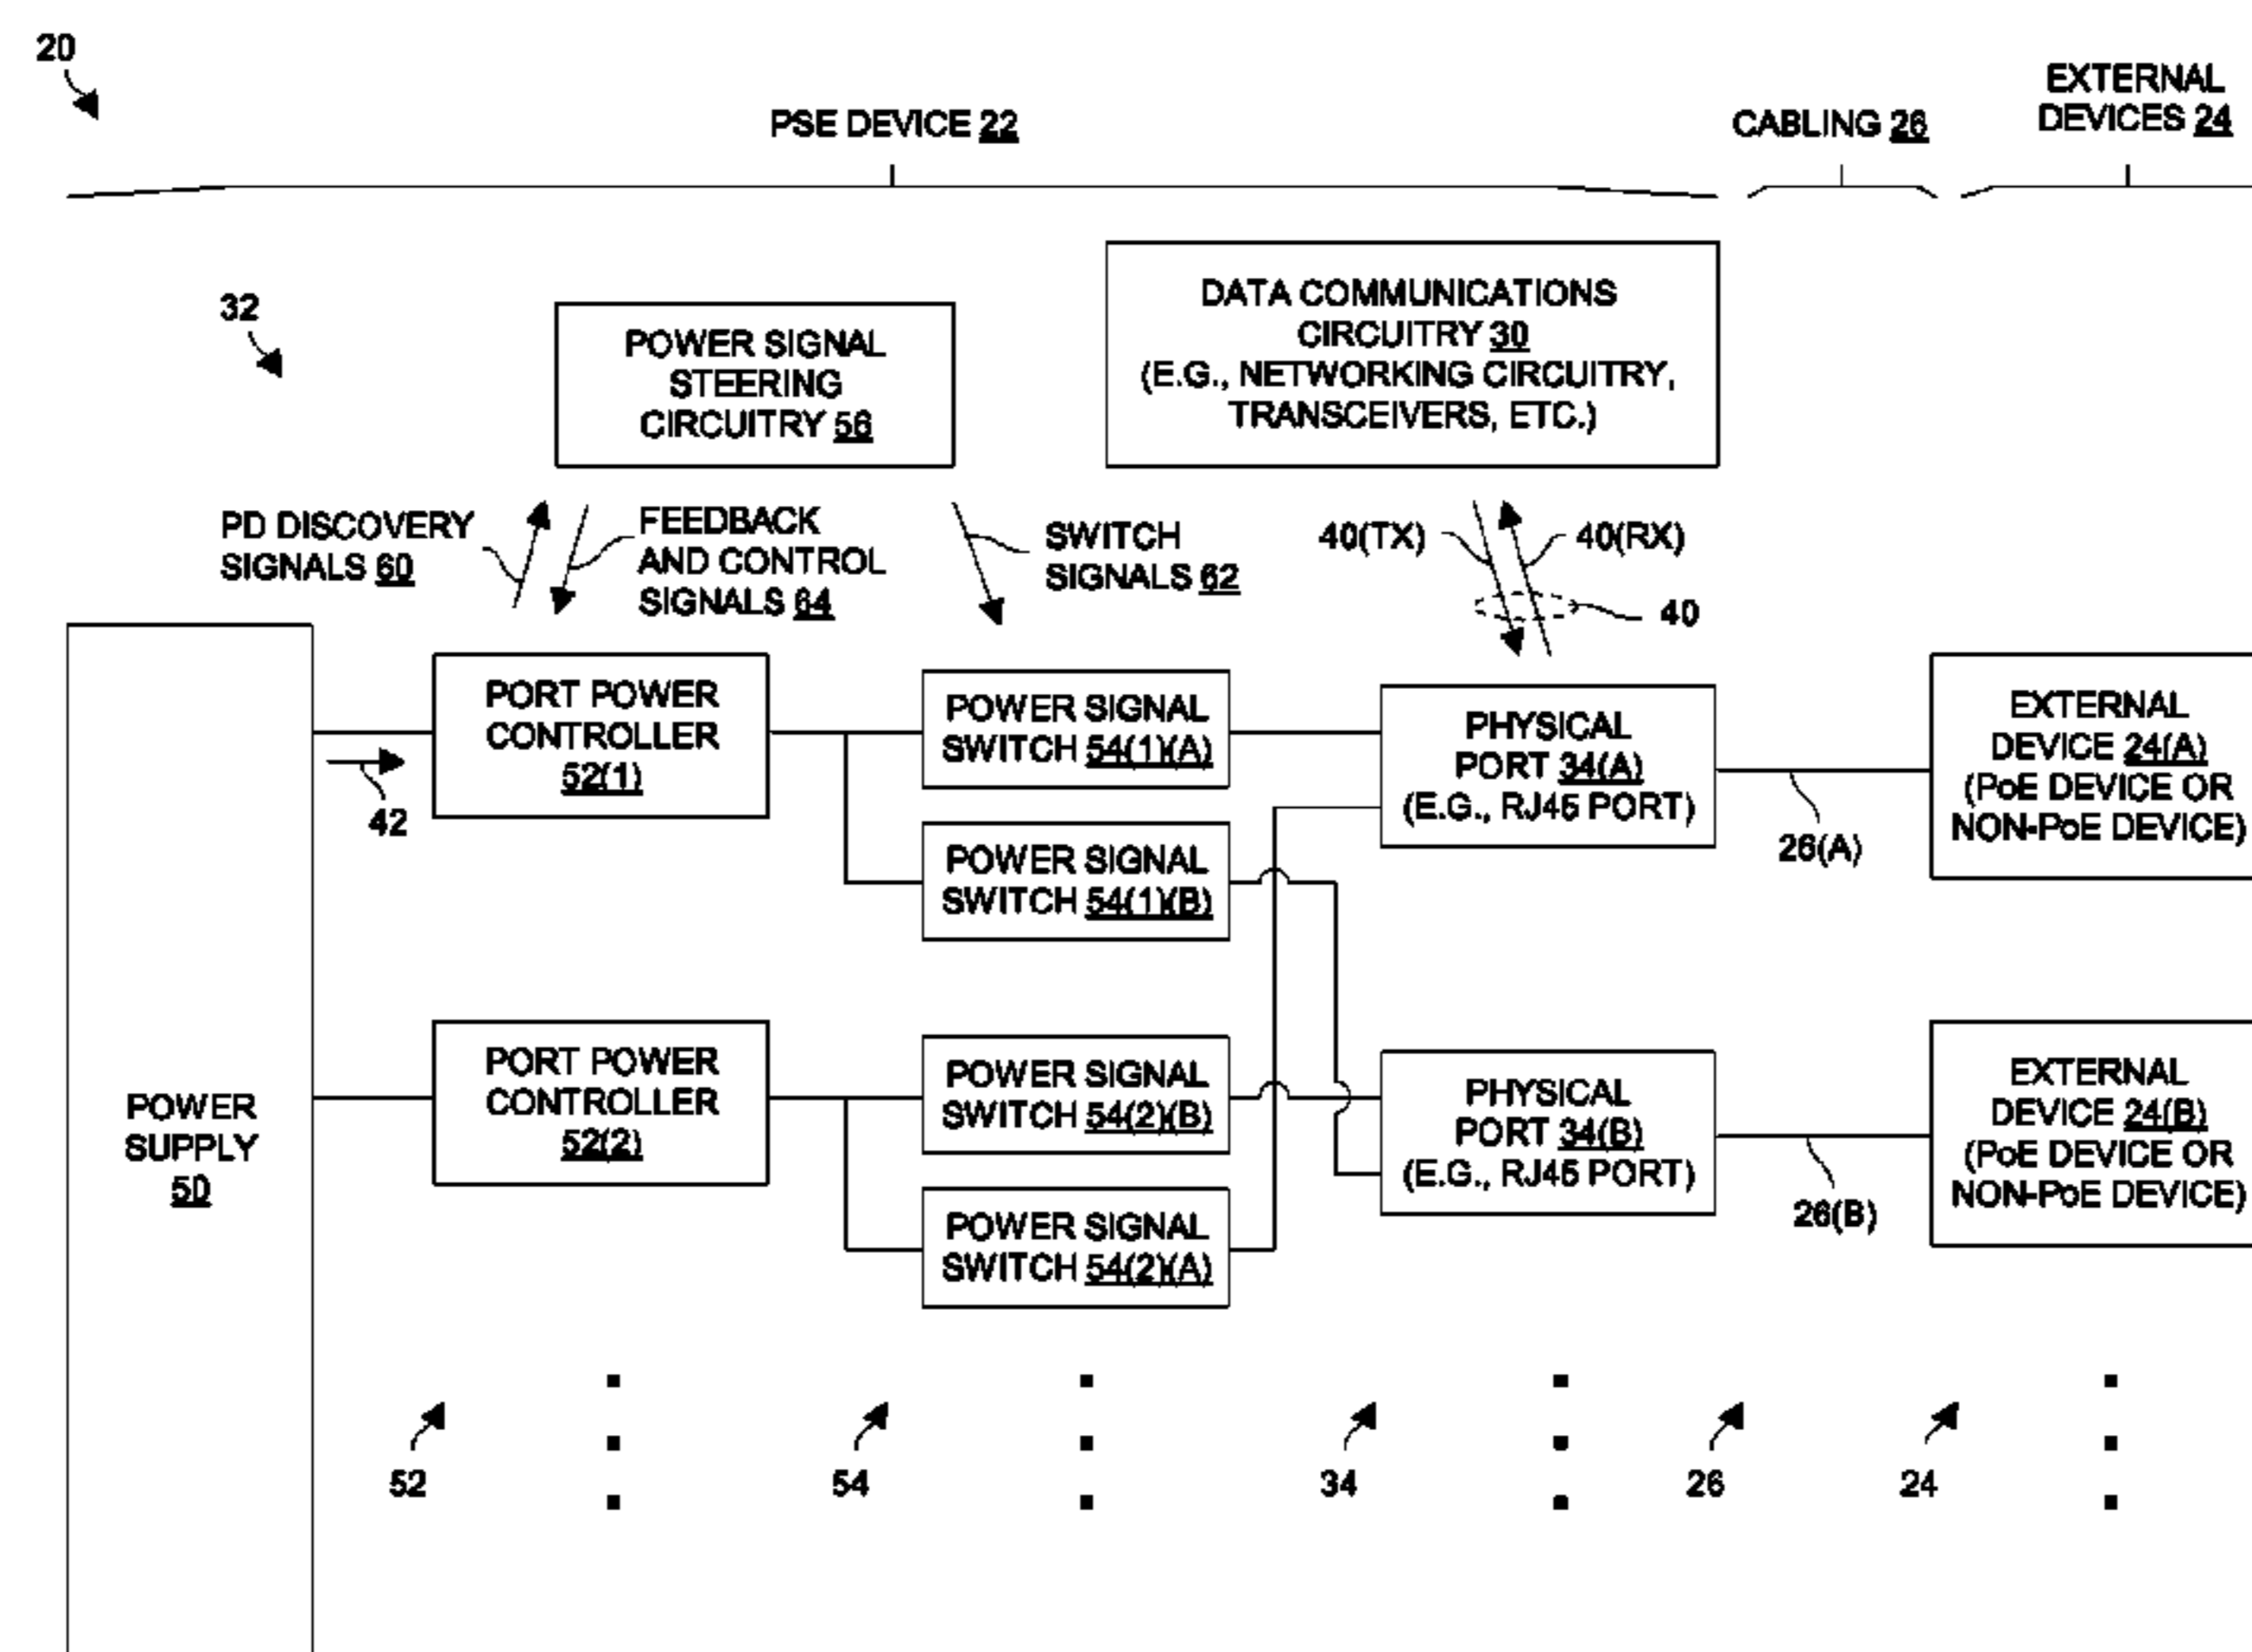 20
PSE DEVICE 22
CABLING 26
EXTERNAL
DEVICES 24
32
POWER SIGNAL
STEERING
CIRCUITRY 56
DATA COMMUNICATIONS
CIRCUITRY 30
(E.G., NETWORKING CIRCUITRY,
TRANSCEIVERS, ETC.)
PD DISCOVERY
SIGNALS 60
FEEDBACK
AND CONTROL
SIGNALS 64
SWITCH
SIGNALS 62
40(TX)
40(RX)
40
POWER
SUPPLY
50
42
PORT POWER
CONTROLLER
52(1)
POWER SIGNAL
SWITCH 54(1)(A)
POWER SIGNAL
SWITCH 54(1)(B)
PHYSICAL
PORT 34(A)
(E.G., RJ45 PORT)
26(A)
EXTERNAL
DEVICE 24(A)
(PoE DEVICE OR
NON-PoE DEVICE)
PORT POWER
CONTROLLER
52(2)
POWER SIGNAL
SWITCH 54(2)(B)
POWER SIGNAL
SWITCH 54(2)(A)
PHYSICAL
PORT 34(B)
(E.G., RJ45 PORT)
26(B)
EXTERNAL
DEVICE 24(B)
(PoE DEVICE OR
NON-PoE DEVICE)
52
54
34
26
24